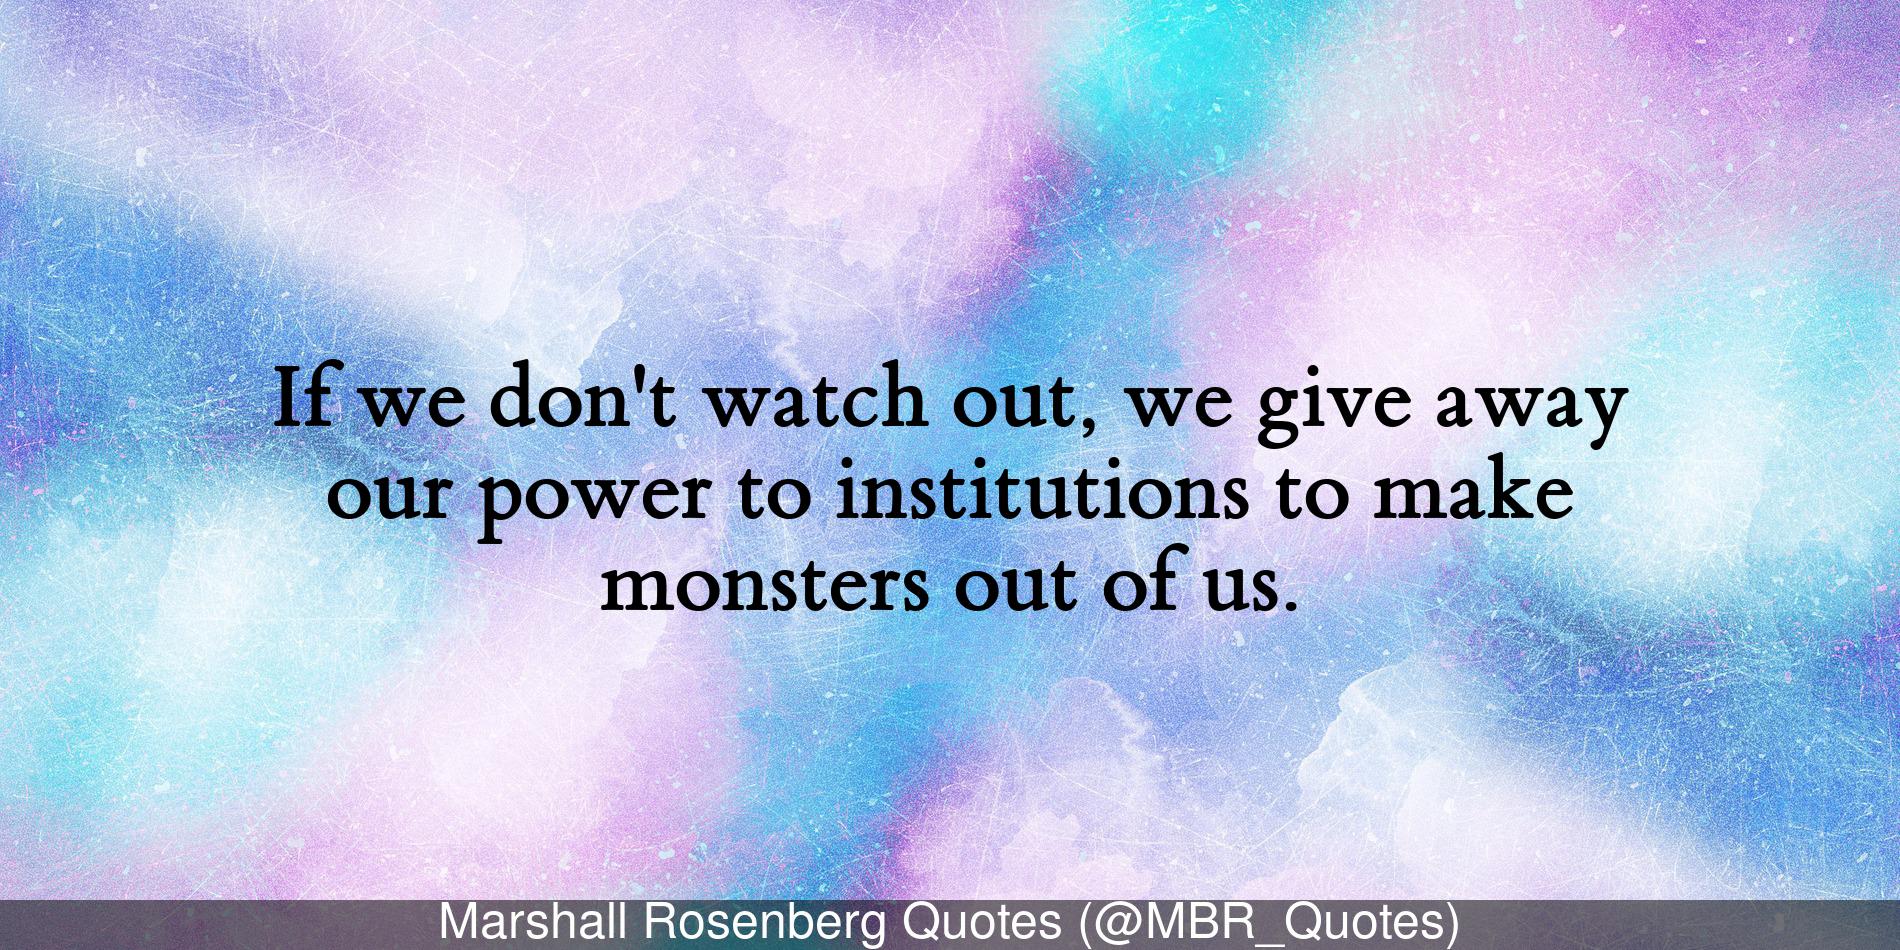 If we don't watch out, we give away
our power to institutions to make
monsters out of us.
Marshall Rosenberg Quotes (@MBR_Quotes)